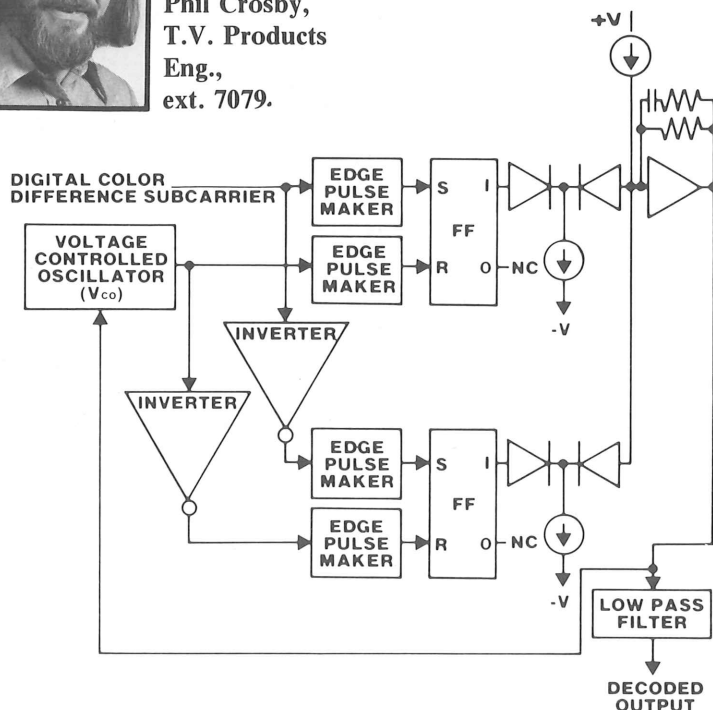 Phil Crosby,
T.V. Products
Eng.,
ext. 7079.
+V
DIGITAL COLOR
DIFFERENCE SUBCARRIER
EDGE
PULSE
MAKER
S
I
FF
VOLTAGE
CONTROLLED
OSCILLATOR
(VCO)
EDGE
PULSE
MAKER
R
O
NC
-V
INVERTER
INVERTER
EDGE
PULSE
MAKER
S
I
FF
EDGE
PULSE
MAKER
R
O
NC
-V
LOW PASS
FILTER
DECODED
OUTPUT